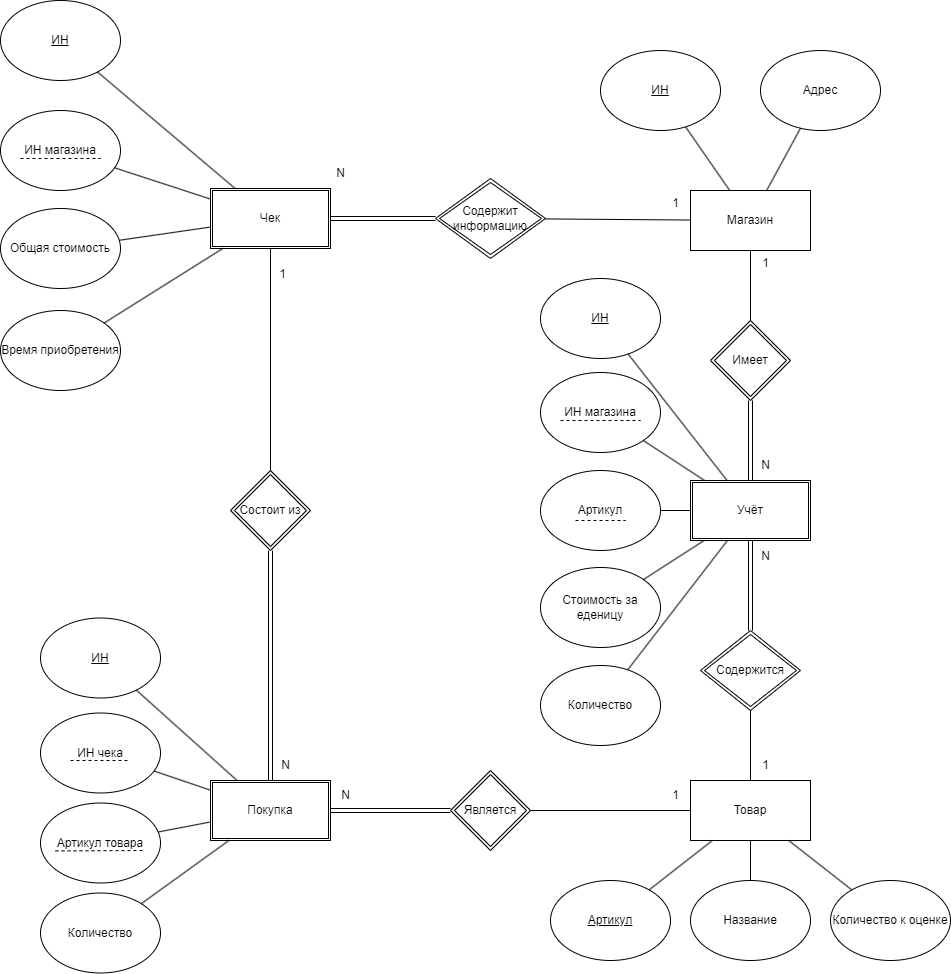 ИН
ИН
Адрес
ИН магазина
N
1
Чек
Содержит
информацию
Магазин
Общая стоимость
1
1
ИН
Время приобретения
Имеет
ИН магазина
N
Состоит из
Артикул
Учёт
N
Стоимость за
еденицу
ИН
Содержится
Количество
ИН чека
N
1
N
1
Покупка
Является
Товар
Артикул товара
Количество
Артикул
Название
Количество к оценке